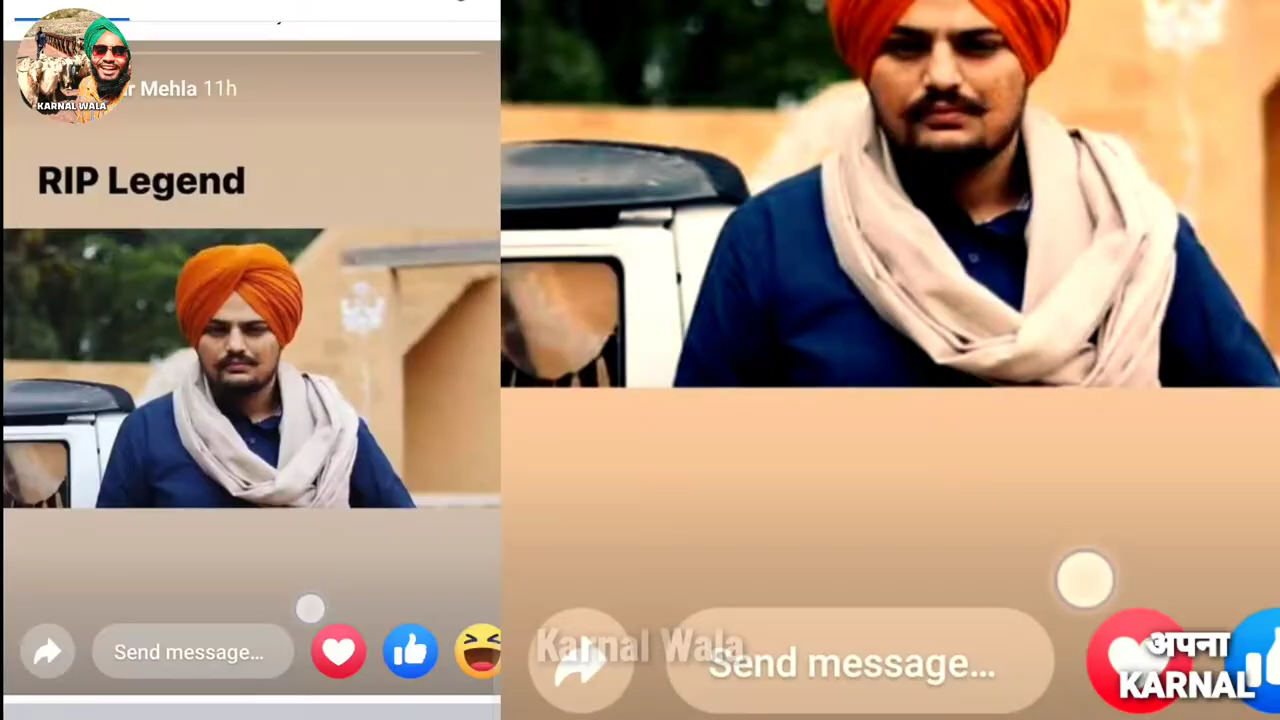 KARNAL WALA
r Mehla 11h
RIP Legend
Send message...
Karnal Wala
Send message...
अपना
KARNAL